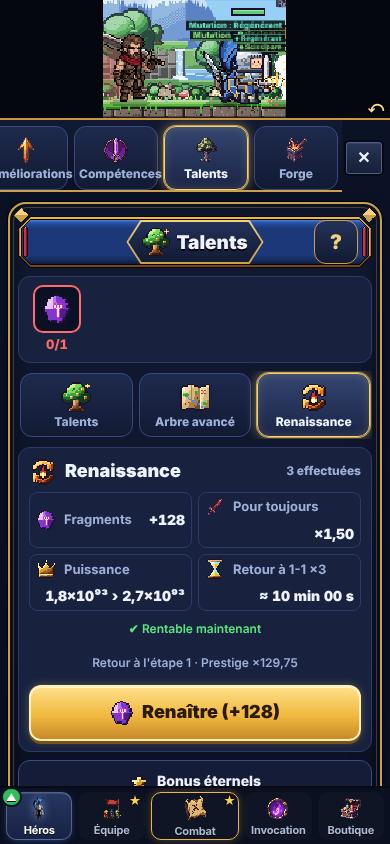 Mutation : Régénérant
Mutation
Régénérant
méliorations
Compétences
Talents
Forge
Talents
?
0/1
Talents
Arbre avancé
Renaissance
Renaissance
3 effectuées
Fragments +128
Pour toujours
×1,50
Puissance
1,8×10⁹³ › 2,7×10⁹³
Retour à 1-1 ×3
≈ 10 min 00 s
✔ Rentable maintenant
Retour à l'étape 1 · Prestige ×129,75
Renaître (+128)
Bonus éternels
Héros
Équipe
Combat
Invocation
Boutique